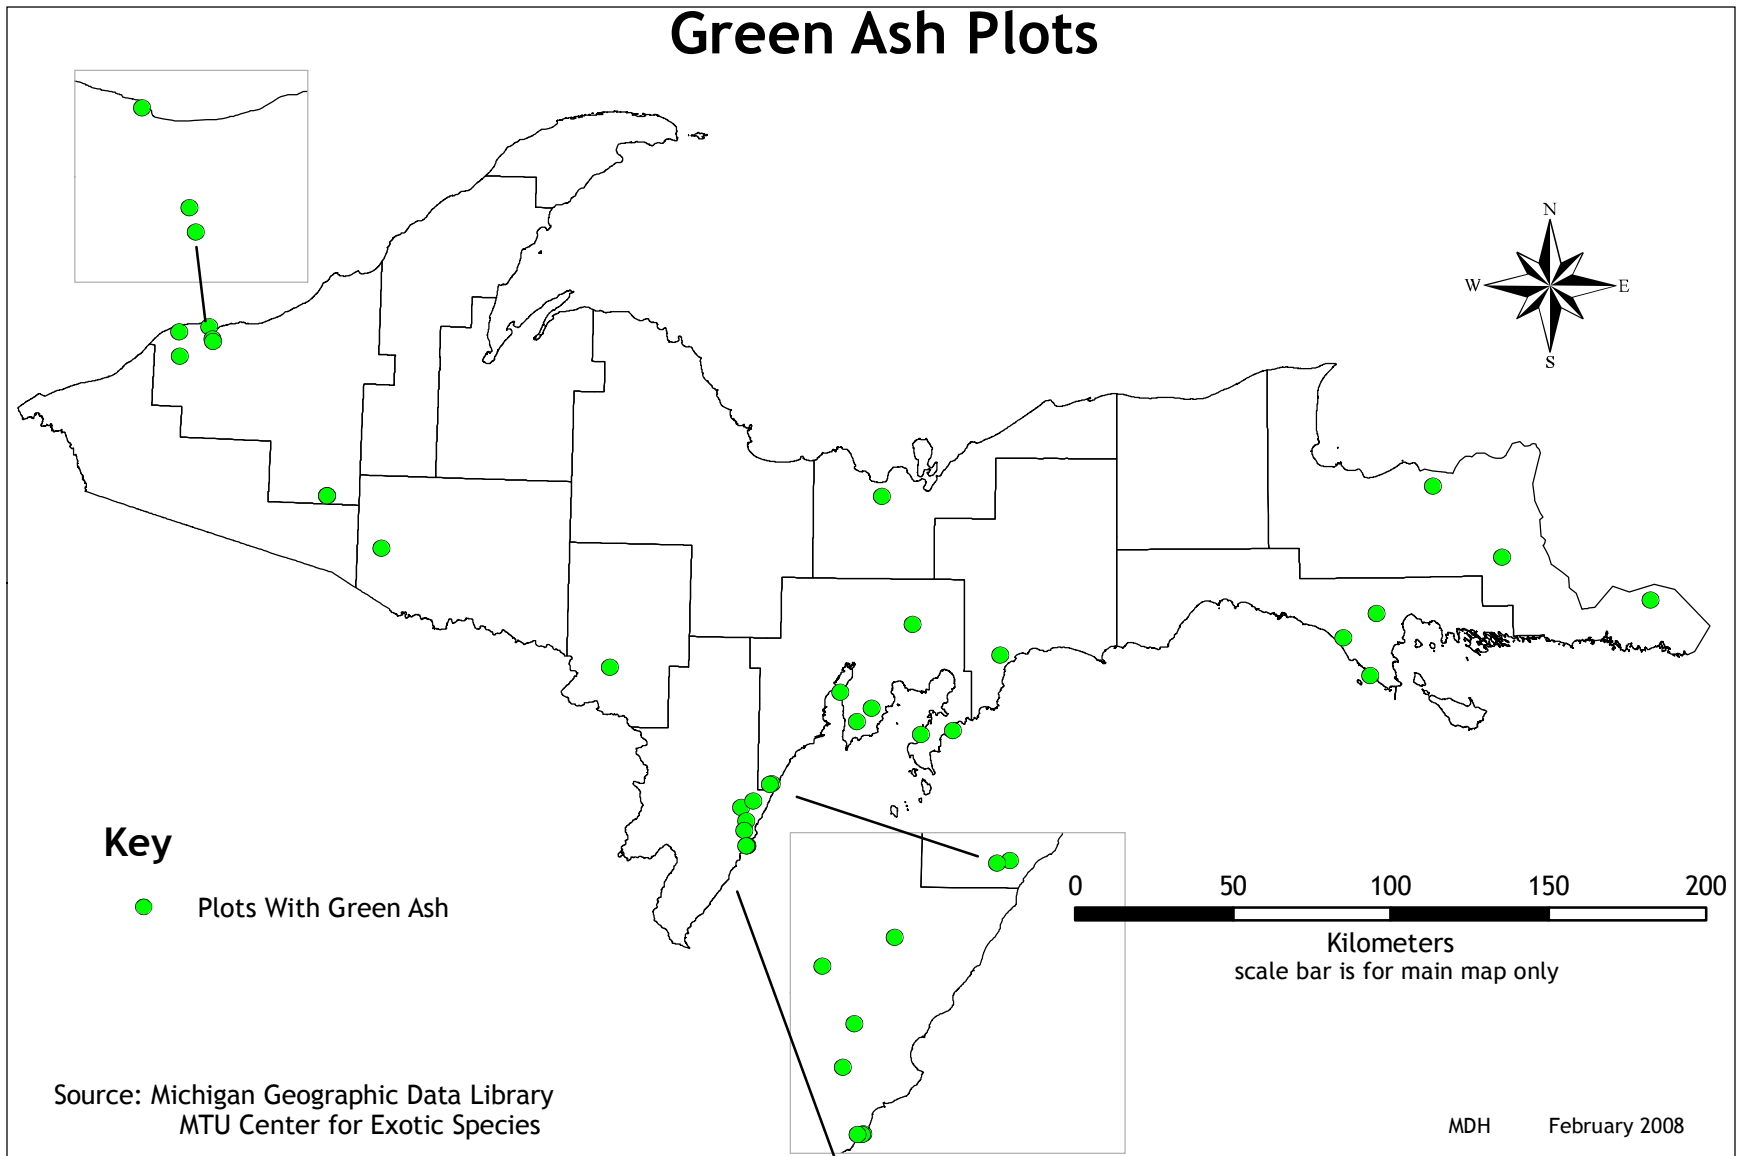 Green Ash Plots
N
W E
S
Key
Plots With Green Ash
0 50 100 150 200
Kilometers
scale bar is for main map only
Source: Michigan Geographic Data Library
MTU Center for Exotic Species
MDH February 2008